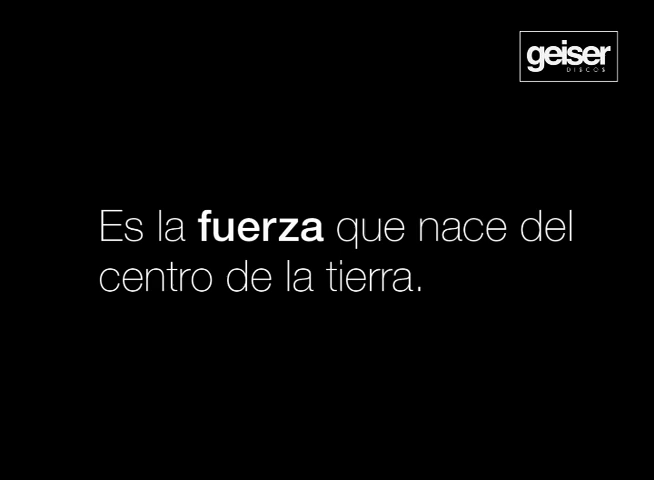 geiser
DISCOS
Es la fuerza que nace del
centro de la tierra.